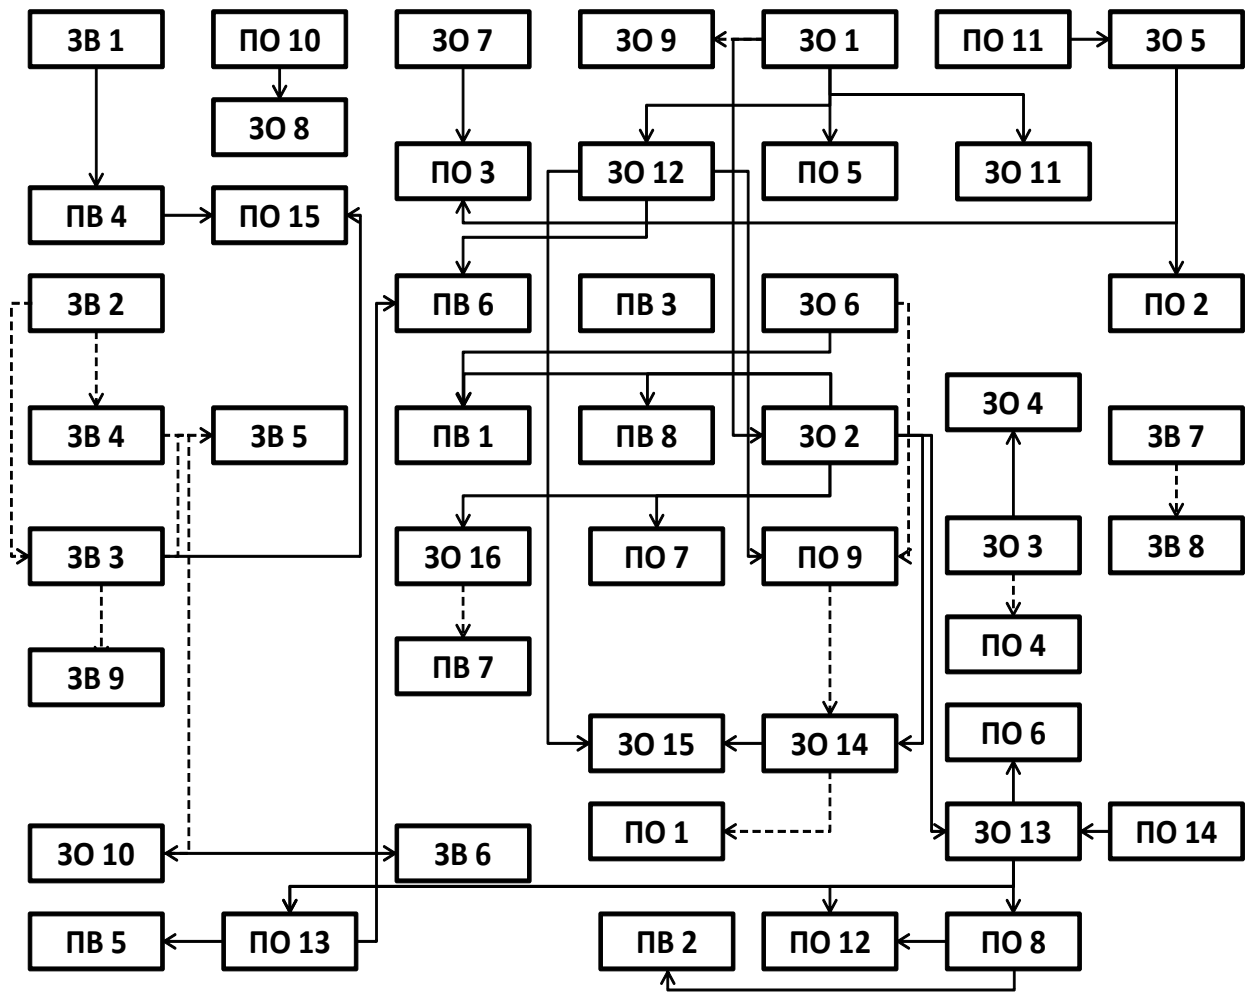 ЗВ 1
ПО 10
ЗО 7
ЗО 9
ЗО 1
ПО 11
ЗО 5
ЗО 8
ПО 3
ЗО 12
ПО 5
ЗО 11
ПВ 4
ПО 15
ЗВ 2
ПВ 6
ПВ 3
ЗО 6
ПО 2
ЗО 4
ЗВ 4
ЗВ 5
ПВ 1
ПВ 8
ЗО 2
ЗВ 7
ЗВ 3
ЗО 16
ПО 7
ПО 9
ЗО 3
ЗВ 8
ЗВ 9
ПВ 7
ПО 4
ЗО 15
ЗО 14
ПО 6
ПО 1
ЗО 13
ПО 14
ЗО 10
ЗВ 6
ПВ 5
ПО 13
ПВ 2
ПО 12
ПО 8